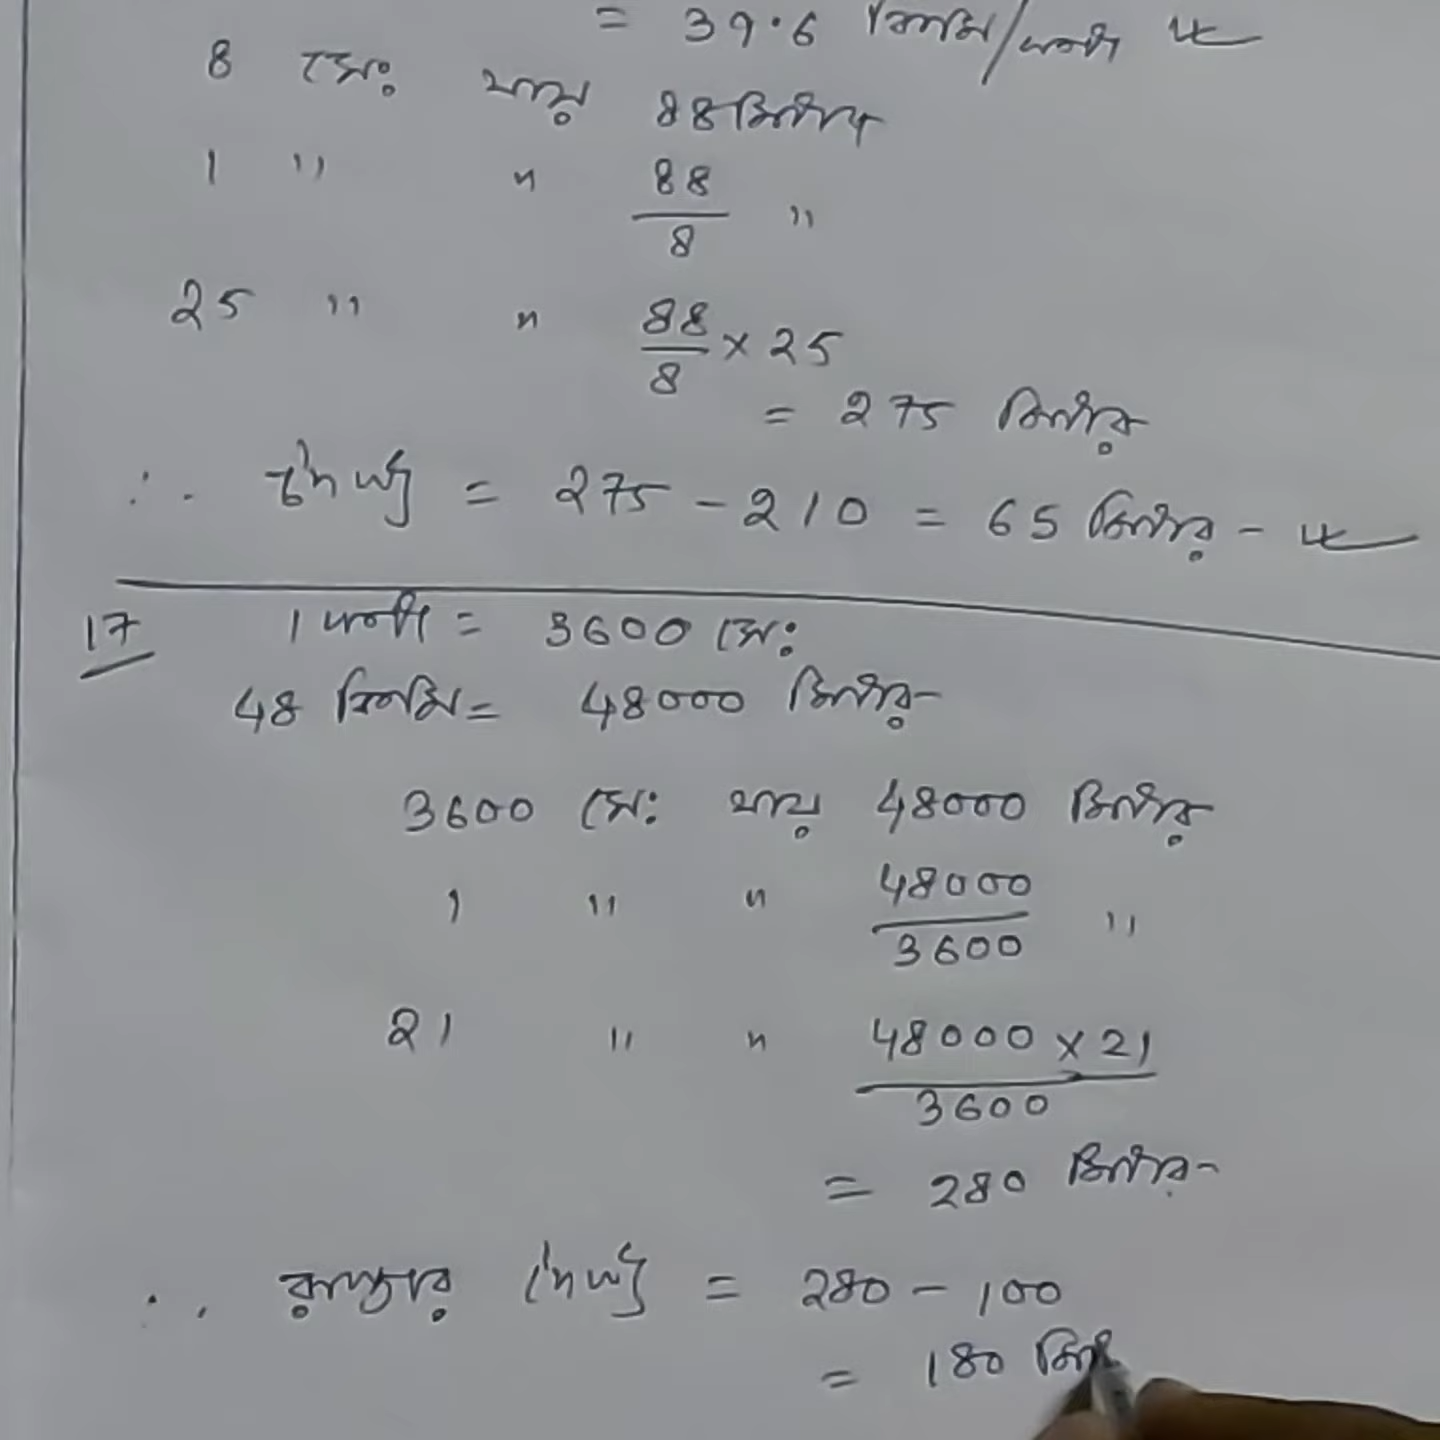 = 39.6 কিমি/ঘণ্টা
8 সেঃ যায় 88 মিটার
1 " " 88/8 "
25 " " 88/8 × 25
= 275 মিটার
∴ দৈর্ঘ্য = 275 - 210 = 65 মিটার -
17 1 ঘণ্টা = 3600 সেঃ
48 কিমি = 48000 মিটার
3600 সেঃ যায় 48000 মিটার
1 " " 48000/3600 "
21 " " 48000 × 21/3600
= 280 মিটার
∴ রাস্তার দৈর্ঘ্য = 280 - 100
= 180